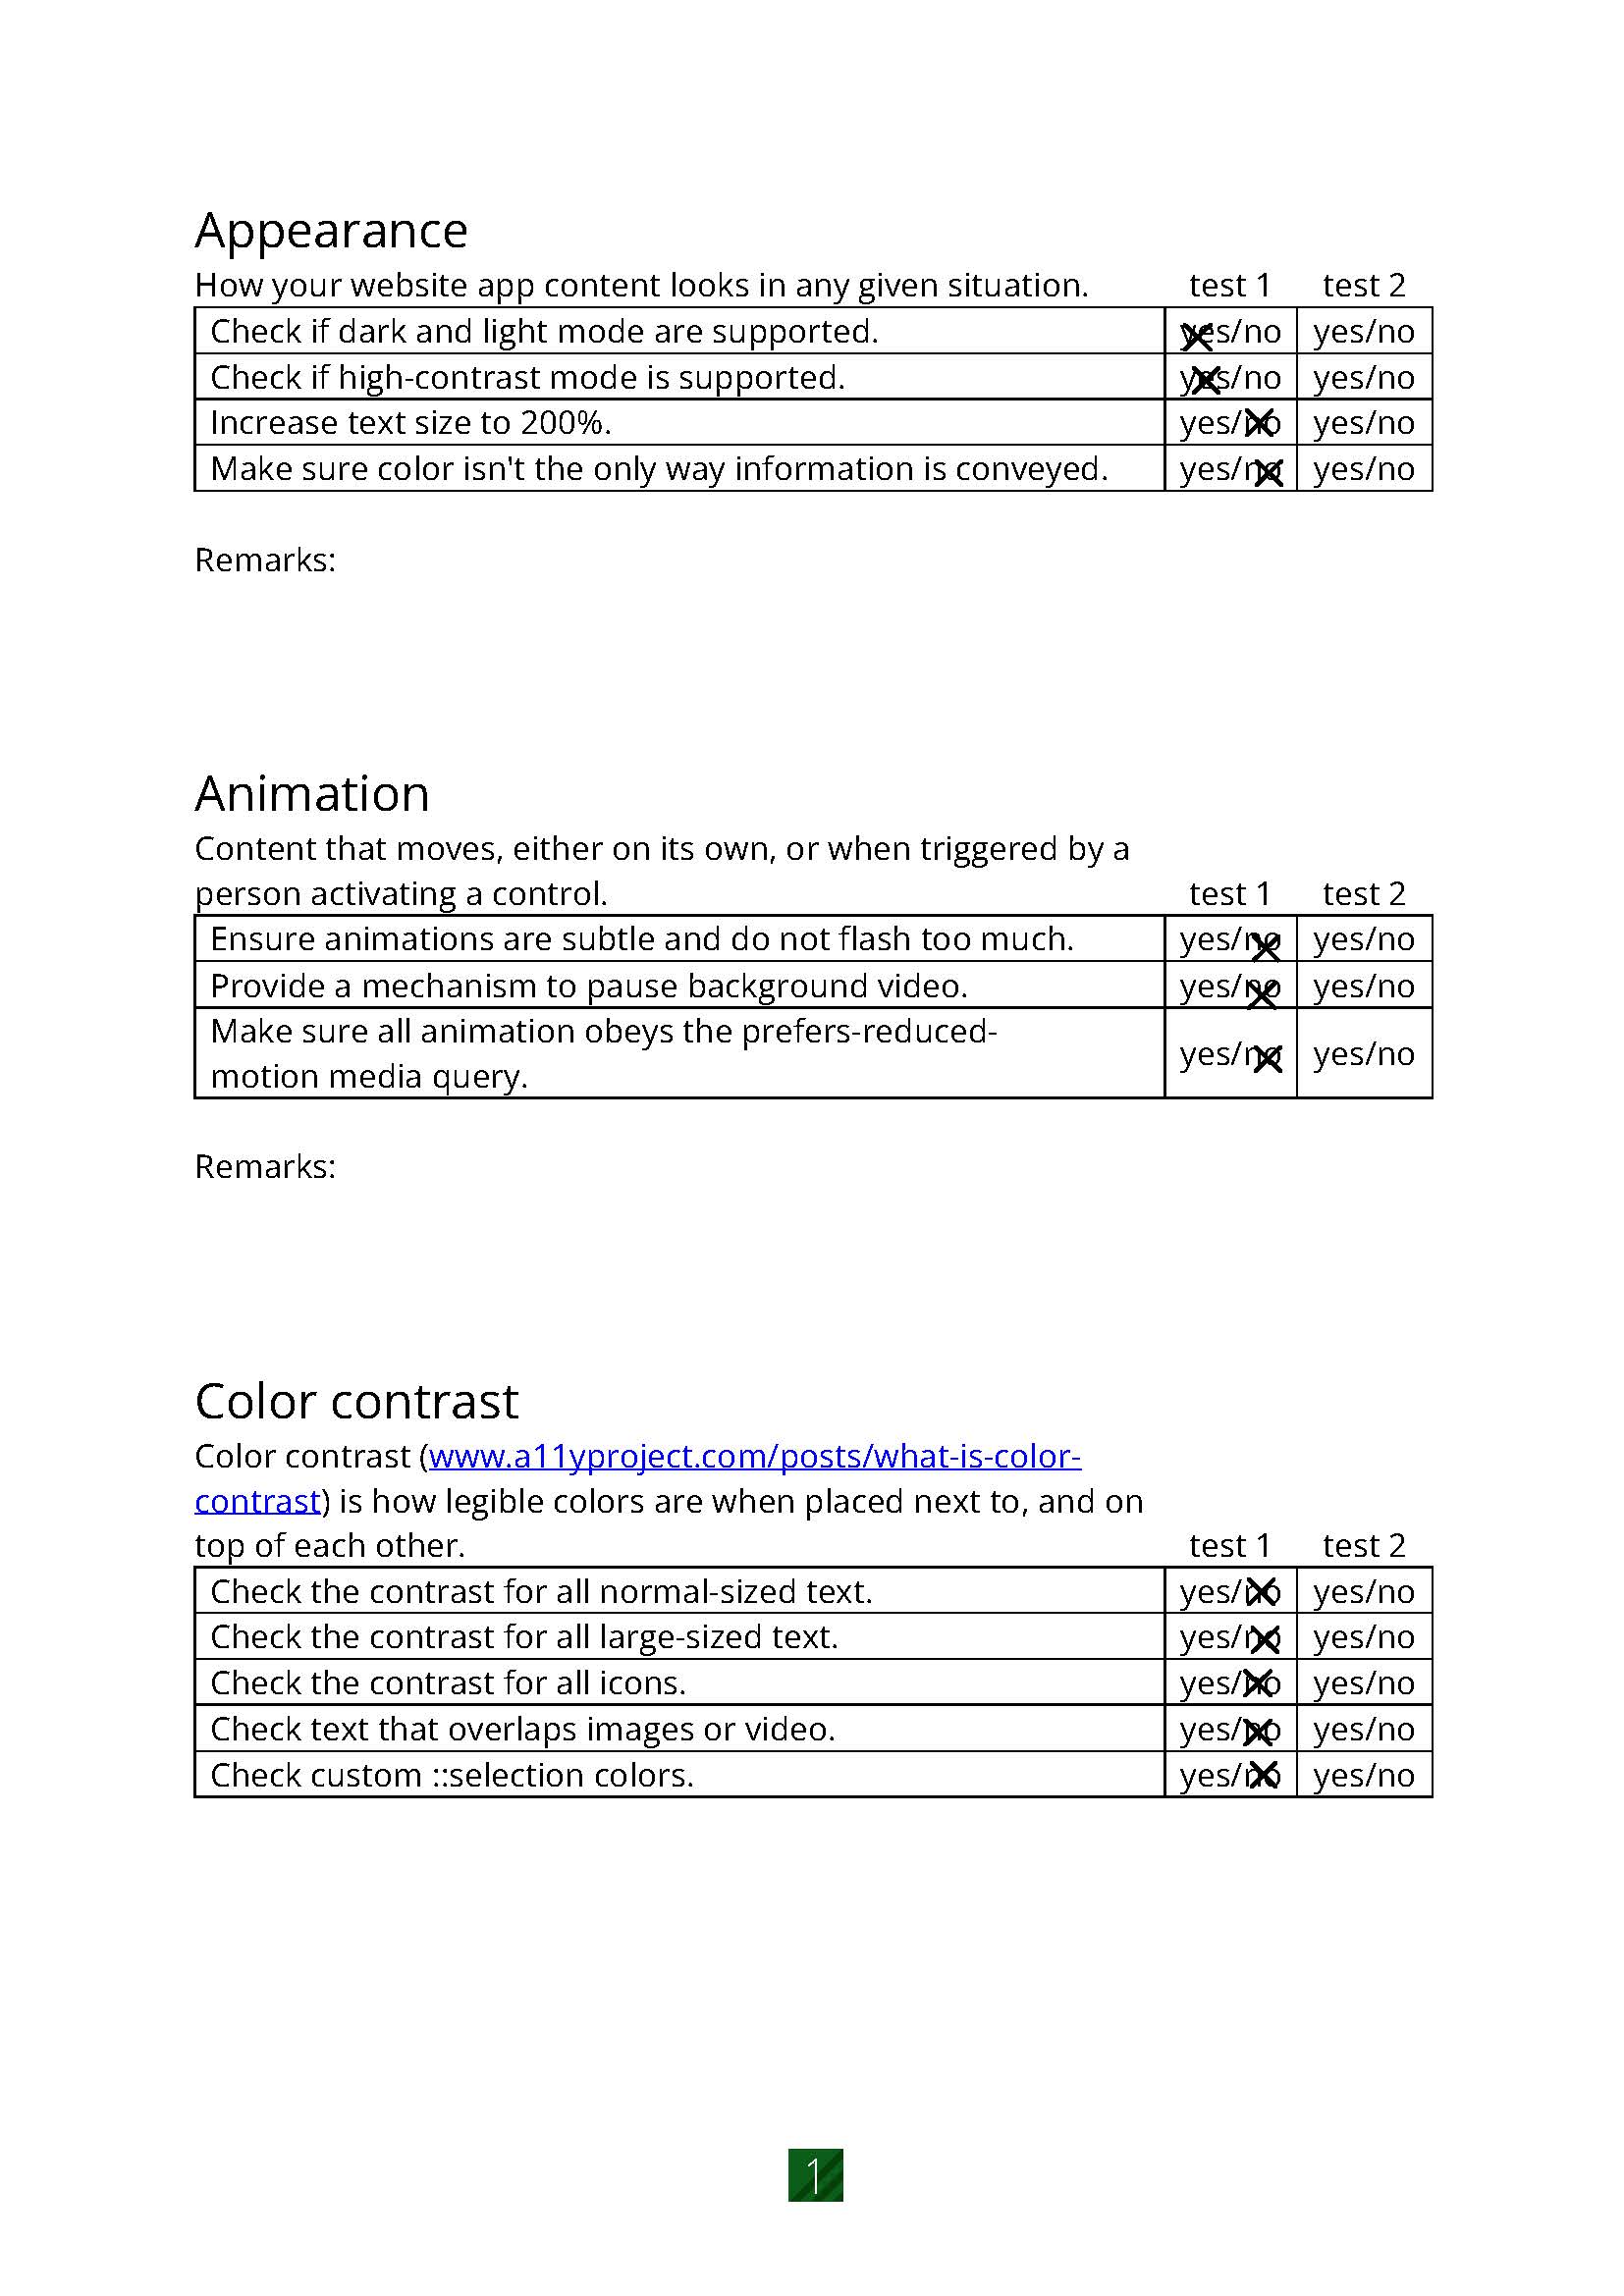 Appearance
How your website app content looks in any given situation. test 1 test 2
Check if dark and light mode are supported. yes/no yes/no
Check if high-contrast mode is supported. yes/no yes/no
Increase text size to 200%. yes/no yes/no
Make sure color isn't the only way information is conveyed. yes/no yes/no
Remarks:
Animation
Content that moves, either on its own, or when triggered by a
person activating a control. test 1 test 2
Ensure animations are subtle and do not flash too much. yes/no yes/no
Provide a mechanism to pause background video. yes/no yes/no
Make sure all animation obeys the prefers-reduced-
motion media query. yes/no yes/no
Remarks:
Color contrast
Color contrast (www.a11yproject.com/posts/what-is-color-
contrast) is how legible colors are when placed next to, and on
top of each other. test 1 test 2
Check the contrast for all normal-sized text. yes/no yes/no
Check the contrast for all large-sized text. yes/no yes/no
Check the contrast for all icons. yes/no yes/no
Check text that overlaps images or video. yes/no yes/no
Check custom ::selection colors. yes/no yes/no
1